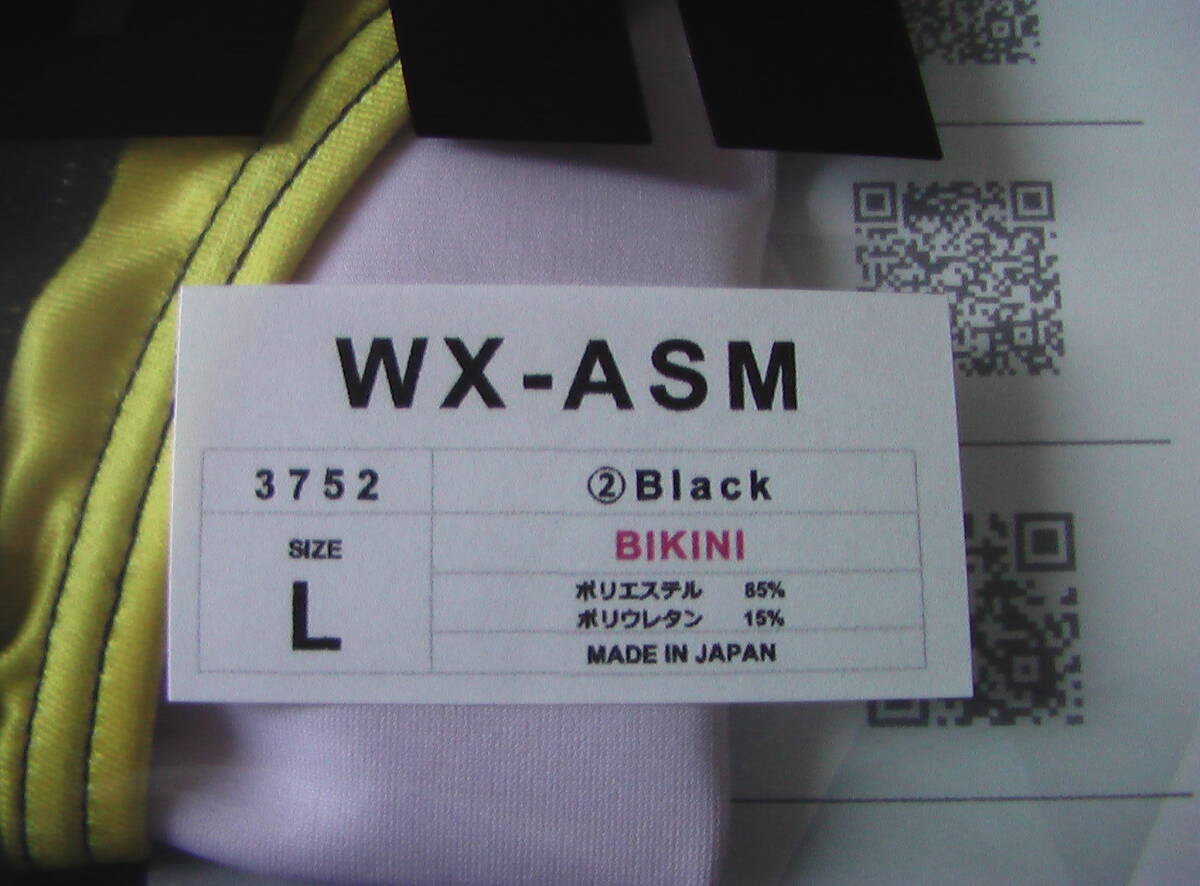 WX-ASM
3752
②Black
SIZE
L
BIKINI
ポリエステル 85%
ポリウレタン 15%
MADE IN JAPAN